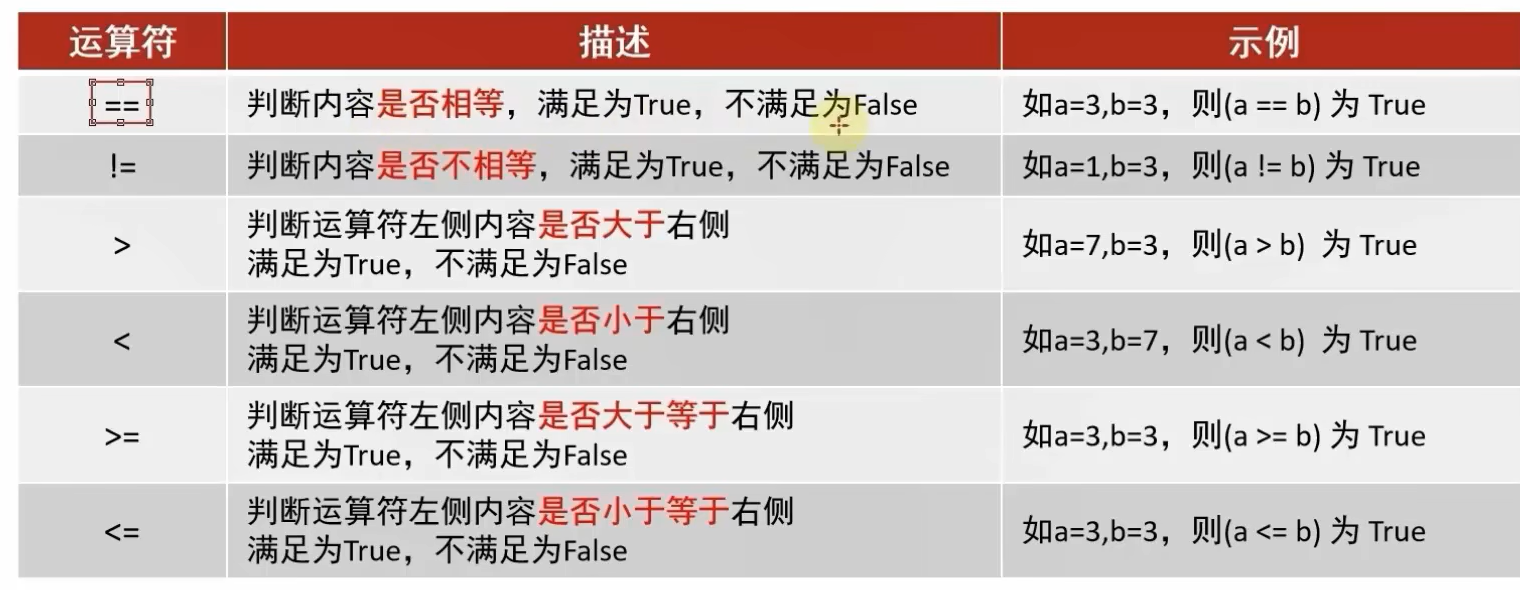 运算符 描述 示例
== 判断内容是否相等，满足为True，不满足为False 如a=3,b=3，则(a == b) 为 True
!= 判断内容是否不相等，满足为True，不满足为False 如a=1,b=3，则(a != b) 为 True
> 判断运算符左侧内容是否大于右侧
满足为True，不满足为False 如a=7,b=3，则(a > b) 为 True
< 判断运算符左侧内容是否小于右侧
满足为True，不满足为False 如a=3,b=7，则(a < b) 为 True
>= 判断运算符左侧内容是否大于等于右侧
满足为True，不满足为False 如a=3,b=3，则(a >= b) 为 True
<= 判断运算符左侧内容是否小于等于右侧
满足为True，不满足为False 如a=3,b=3，则(a <= b) 为 True